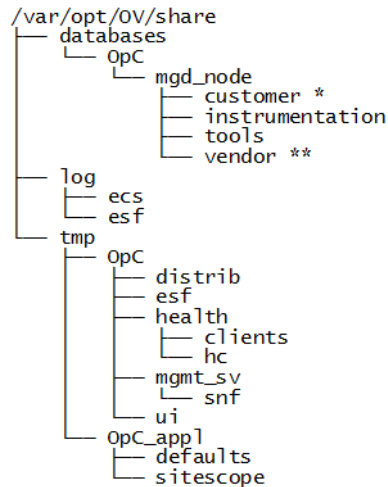 /var/opt/OV/share
├── databases
│   └── OpC
│       └── mgd_node
│           ├── customer *
│           ├── instrumentation
│           ├── tools
│           └── vendor **
├── log
│   ├── ecs
│   └── esf
└── tmp
    ├── OpC
    │   ├── distrib
    │   ├── esf
    │   ├── health
    │   │   ├── clients
    │   │   └── hc
    │   ├── mgmt_sv
    │   │   └── snf
    │   └── ui
    └── OpC_appl
        ├── defaults
        └── sitescope